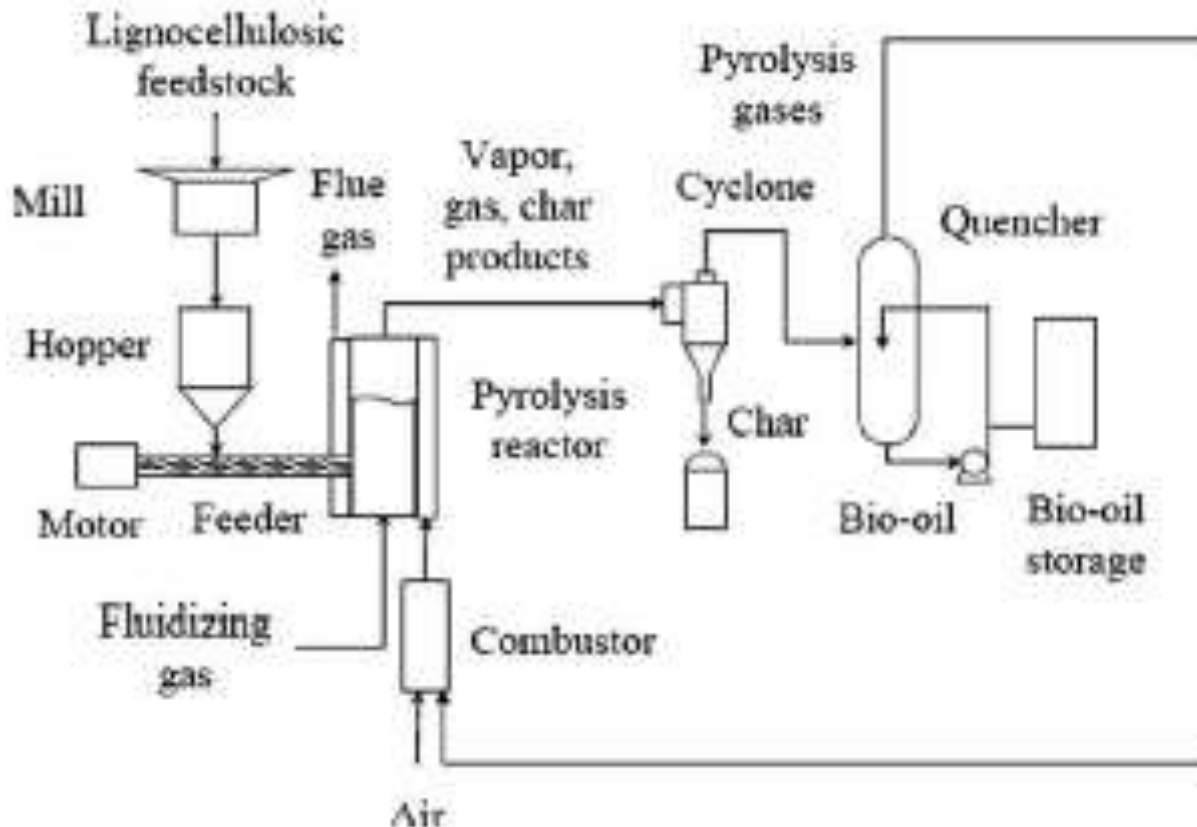 Lignocellulosic
feedstock
Mill
Flue
gas
Vapor,
gas, char
products
Pyrolysis
gases
Cyclone
Quencher
Hopper
Pyrolysis
reactor
Char
Motor
Feeder
Bio-oil
Bio-oil
storage
Fluidizing
gas
Combustor
Air